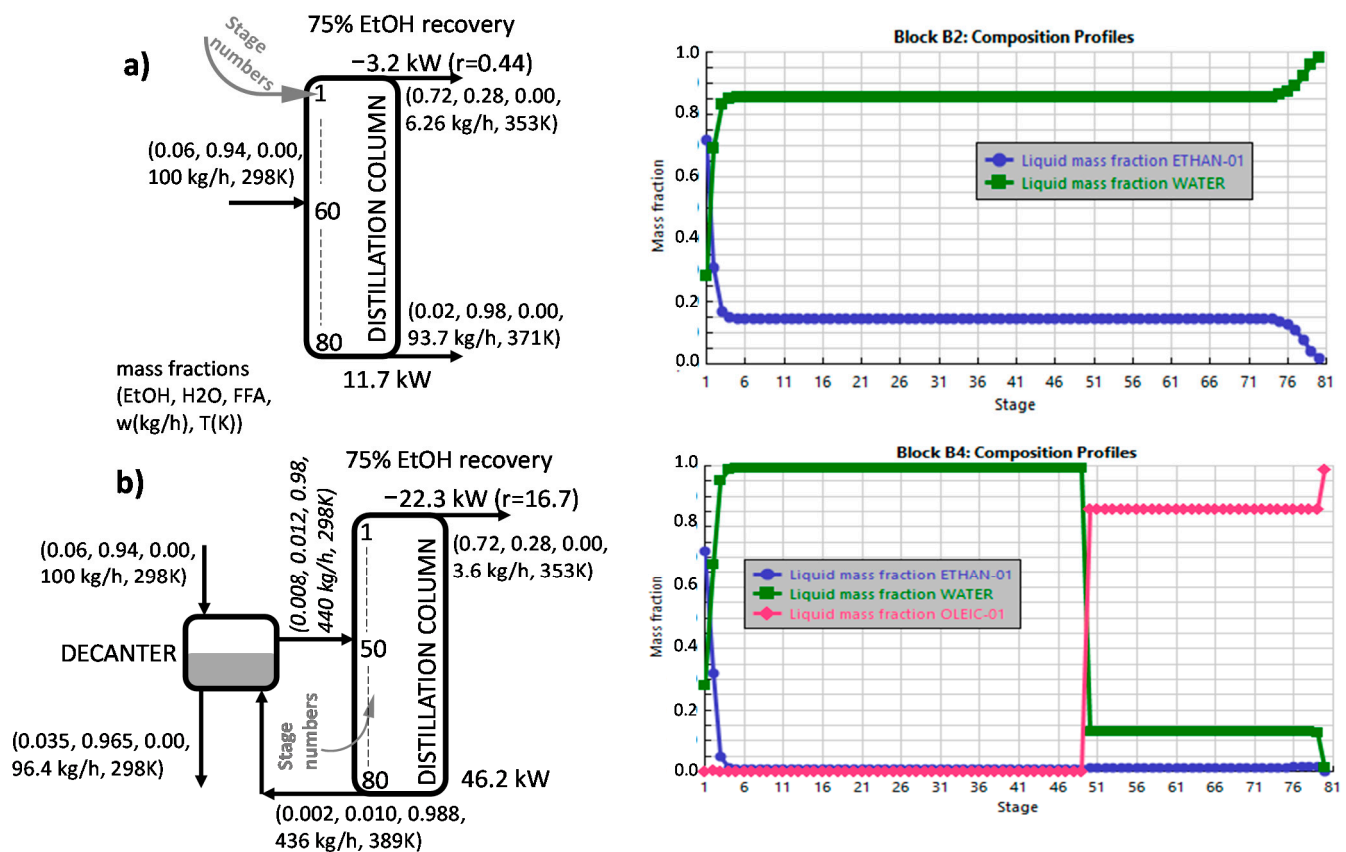 a)
Stage
numbers
75% EtOH recovery
−3.2 kW (r=0.44)
1
60
80
DISTILLATION COLUMN
(0.72, 0.28, 0.00,
6.26 kg/h, 353K)
(0.06, 0.94, 0.00,
100 kg/h, 298K)
(0.02, 0.98, 0.00,
93.7 kg/h, 371K)
11.7 kW
mass fractions
(EtOH, H2O, FFA,
w(kg/h), T(K))
Block B2: Composition Profiles
Mass fraction
1.0
0.8
0.6
0.4
0.2
0.0
Liquid mass fraction ETHAN-01
Liquid mass fraction WATER
1 6 11 16 21 26 31 36 41 46 51 56 61 66 71 76 81
Stage
b)
75% EtOH recovery
−22.3 kW (r=16.7)
(0.008, 0.012, 0.98,
440 kg/h, 298K)
1
50
80
DISTILLATION COLUMN
(0.72, 0.28, 0.00,
3.6 kg/h, 353K)
(0.06, 0.94, 0.00,
100 kg/h, 298K)
DECANTER
Stage
numbers
(0.035, 0.965, 0.00,
96.4 kg/h, 298K)
46.2 kW
(0.002, 0.010, 0.988,
436 kg/h, 389K)
Block B4: Composition Profiles
Mass fraction
1.0
0.8
0.6
0.4
0.2
0.0
Liquid mass fraction ETHAN-01
Liquid mass fraction WATER
Liquid mass fraction OLEIC-01
1 6 11 16 21 26 31 36 41 46 51 56 61 66 71 76 81
Stage